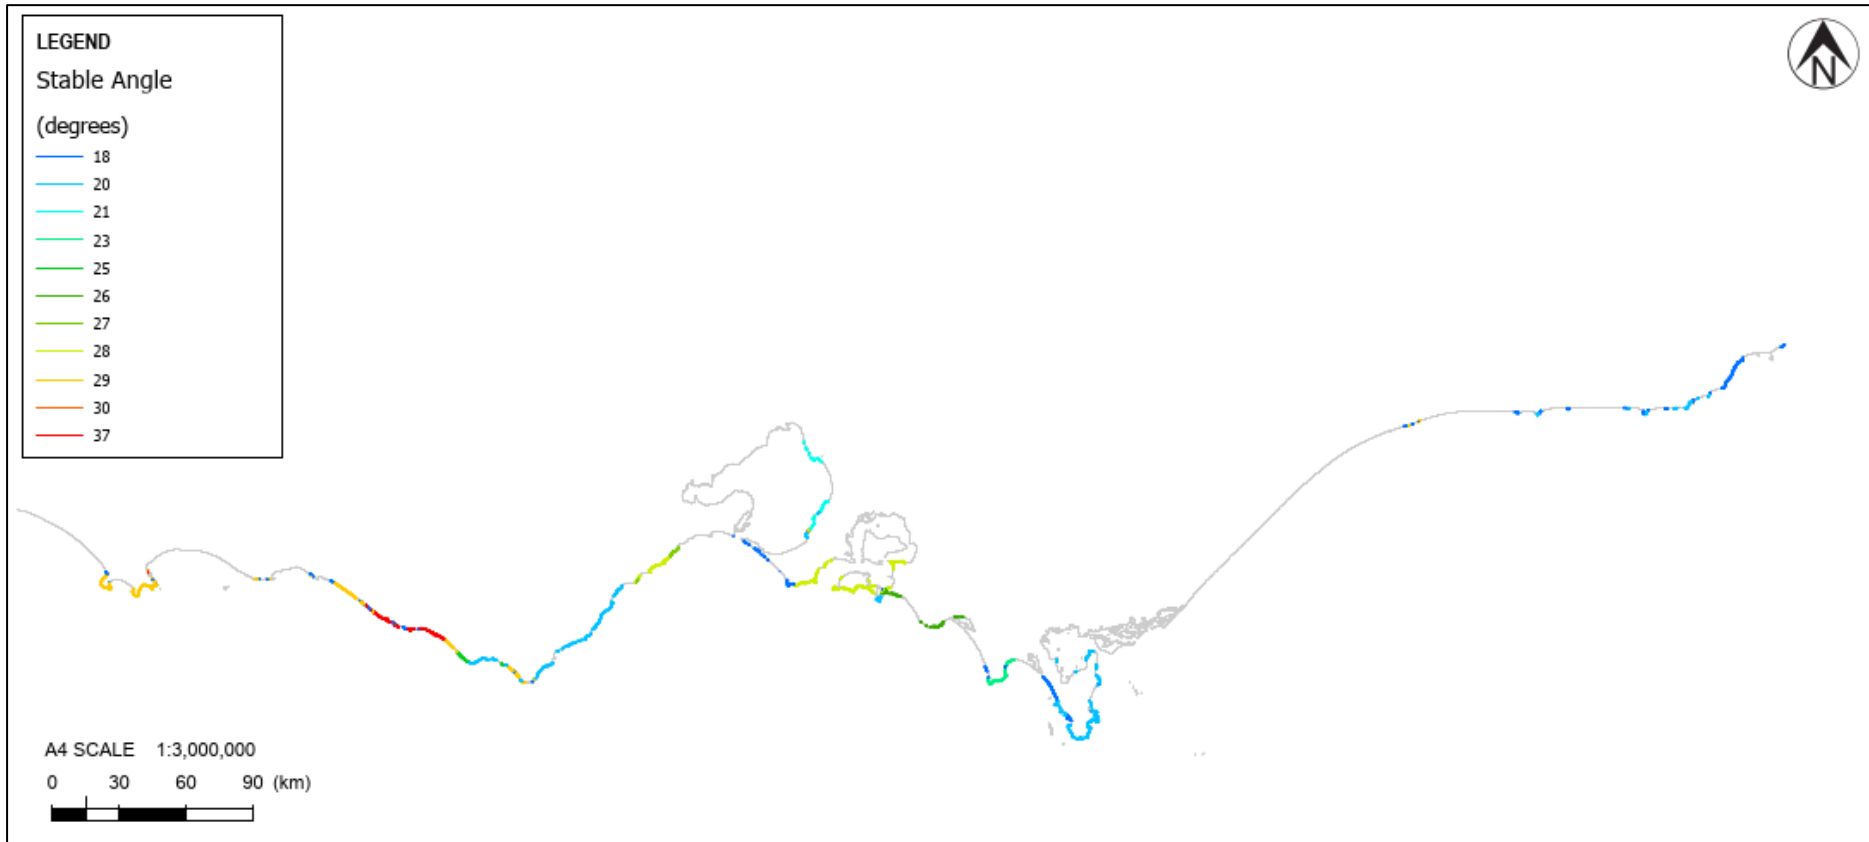 LEGEND
Stable Angle
(degrees)
18
20
21
23
25
26
27
28
29
30
37
N
A4 SCALE 1:3,000,000
0 30 60 90 (km)